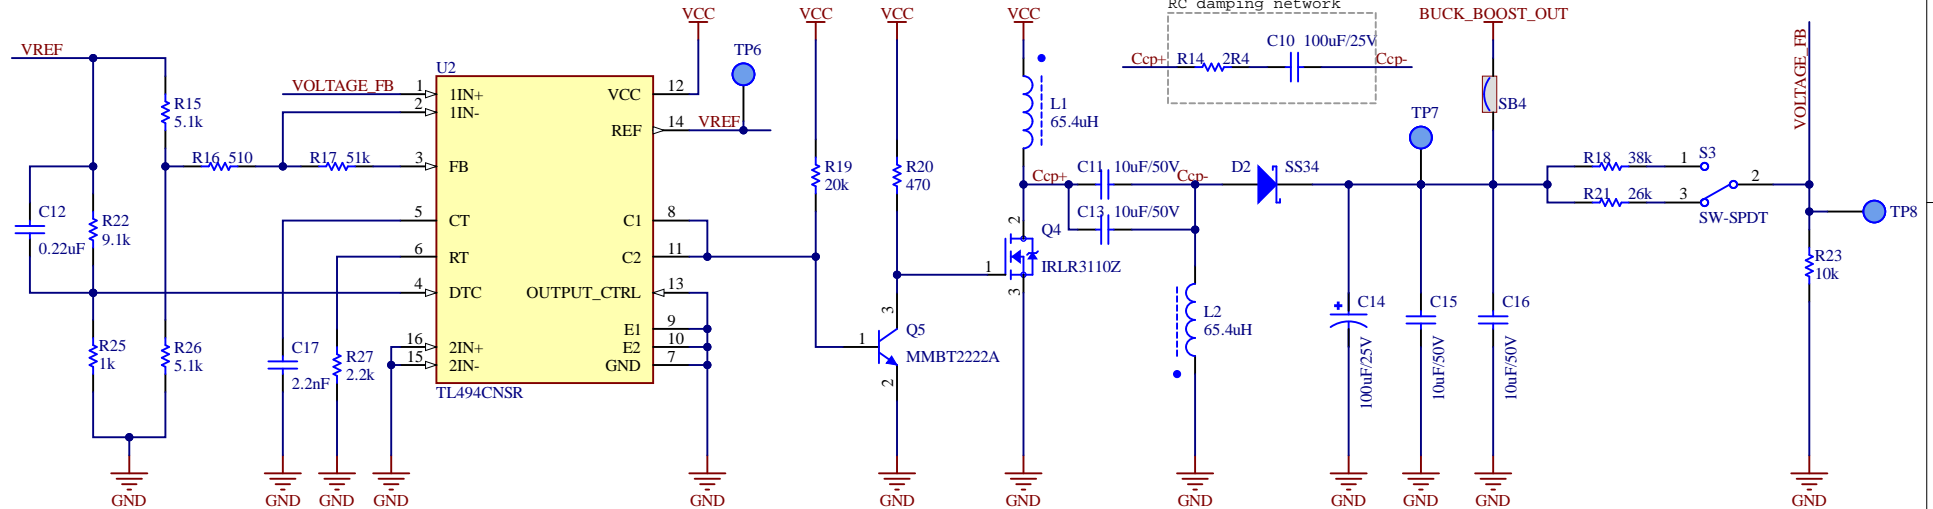 RC damping network
VCC
VCC
VCC
VCC
BUCK_BOOST_OUT
VREF
TP6
U2
VOLTAGE_FB
1
1IN+
2
1IN-
3
FB
5
CT
6
RT
4
DTC
16
2IN+
15
2IN-
VCC
12
REF
14
VREF
C1
8
C2
11
OUTPUT_CTRL
13
E1
9
E2
10
GND
7
TL494CNSR
R15
5.1k
R16
510
R17
51k
C12
0.22uF
R22
9.1k
R25
1k
R26
5.1k
C17
2.2nF
R27
2.2k
R19
20k
R20
470
1
3
2
Q5
MMBT2222A
L1
65.4uH
Ccp+
R14
2R4
C10
100uF/25V
Ccp-
Ccp+
C11
10uF/50V
Ccp-
C13
10uF/50V
2
1
3
Q4
IRLR3110Z
L2
65.4uH
D2
SS34
TP7
SB4
C14
100uF/25V
C15
10uF/50V
C16
10uF/50V
R18
38k
R21
26k
1
3
2
S3
SW-SPDT
VOLTAGE_FB
TP8
R23
10k
GND
GND
GND
GND
GND
GND
GND
GND
GND
GND
GND
GND